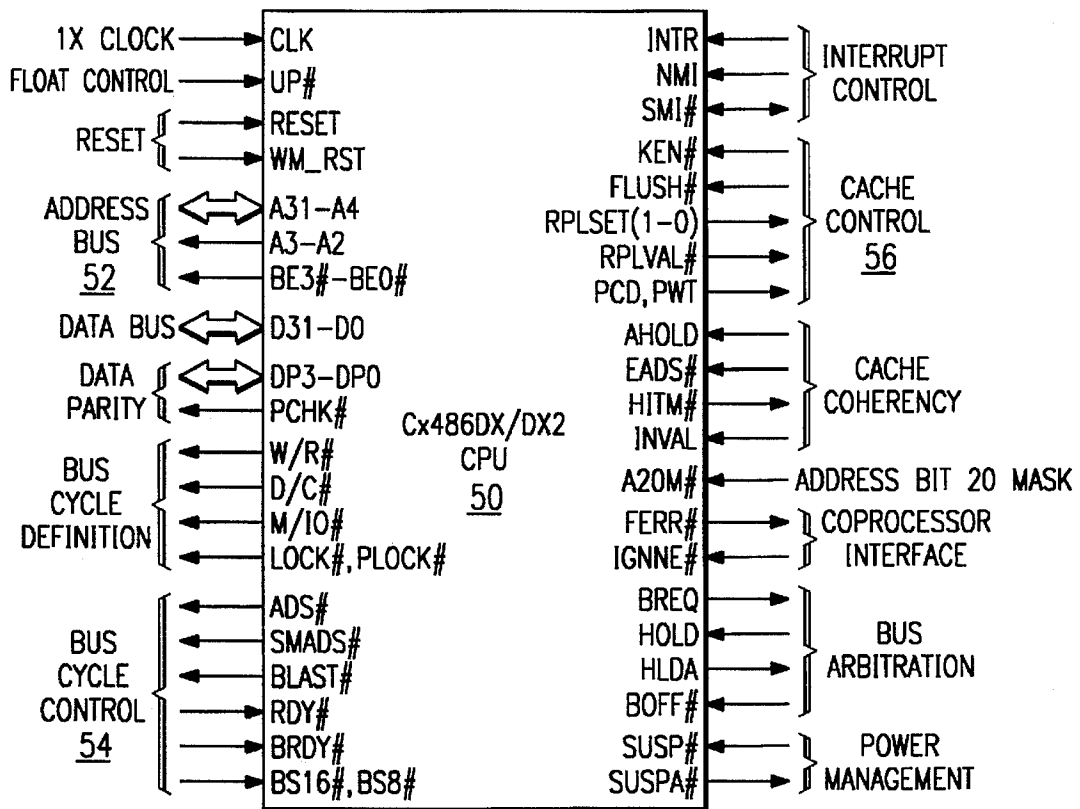 1X CLOCK CLK
FLOAT CONTROL UP#
RESET RESET
WM_RST
ADDRESS BUS 52 A31-A4
A3-A2
BE3#-BE0#
DATA BUS D31-D0
DATA PARITY DP3-DP0
PCHK#
BUS CYCLE DEFINITION W/R#
D/C#
M/IO#
LOCK#,PLOCK#
BUS CYCLE CONTROL 54 ADS#
SMADS#
BLAST#
RDY#
BRDY#
BS16#,BS8#
Cx486DX/DX2
CPU
50
INTR INTERRUPT CONTROL
NMI
SMI#
KEN# CACHE CONTROL 56
FLUSH#
RPLSET(1-0)
RPLVAL#
PCD,PWT
AHOLD CACHE COHERENCY
EADS#
HITM#
INVAL
A20M# ADDRESS BIT 20 MASK
FERR# COPROCESSOR INTERFACE
IGNNE#
BREQ BUS ARBITRATION
HOLD
HLDA
BOFF#
SUSP# POWER MANAGEMENT
SUSPA#